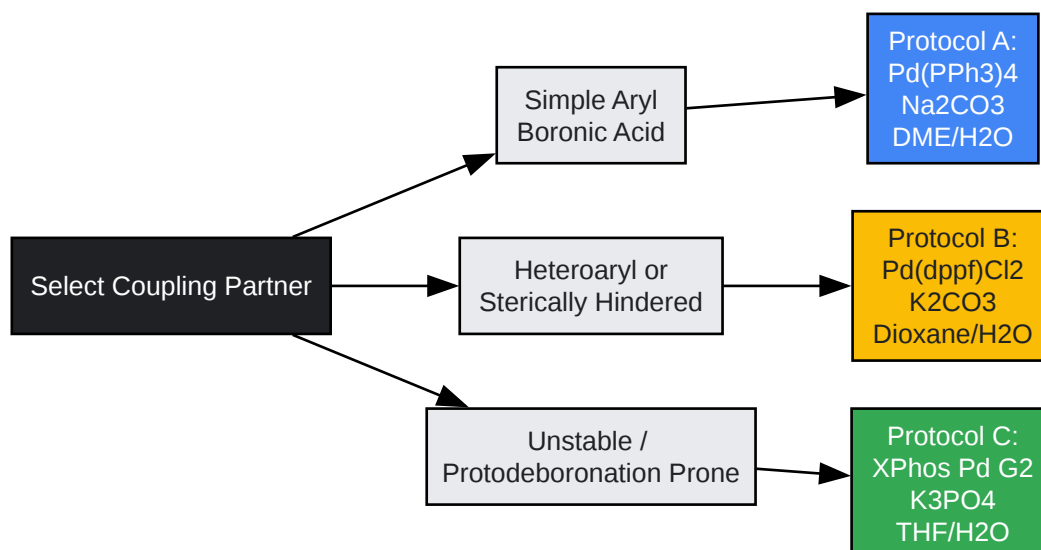 Select Coupling Partner
Simple Aryl
Boronic Acid
Protocol A:
Pd(PPh3)4
Na2CO3
DME/H2O
Heteroaryl or
Sterically Hindered
Protocol B:
Pd(dppf)Cl2
K2CO3
Dioxane/H2O
Unstable /
Protodeboronation Prone
Protocol C:
XPhos Pd G2
K3PO4
THF/H2O